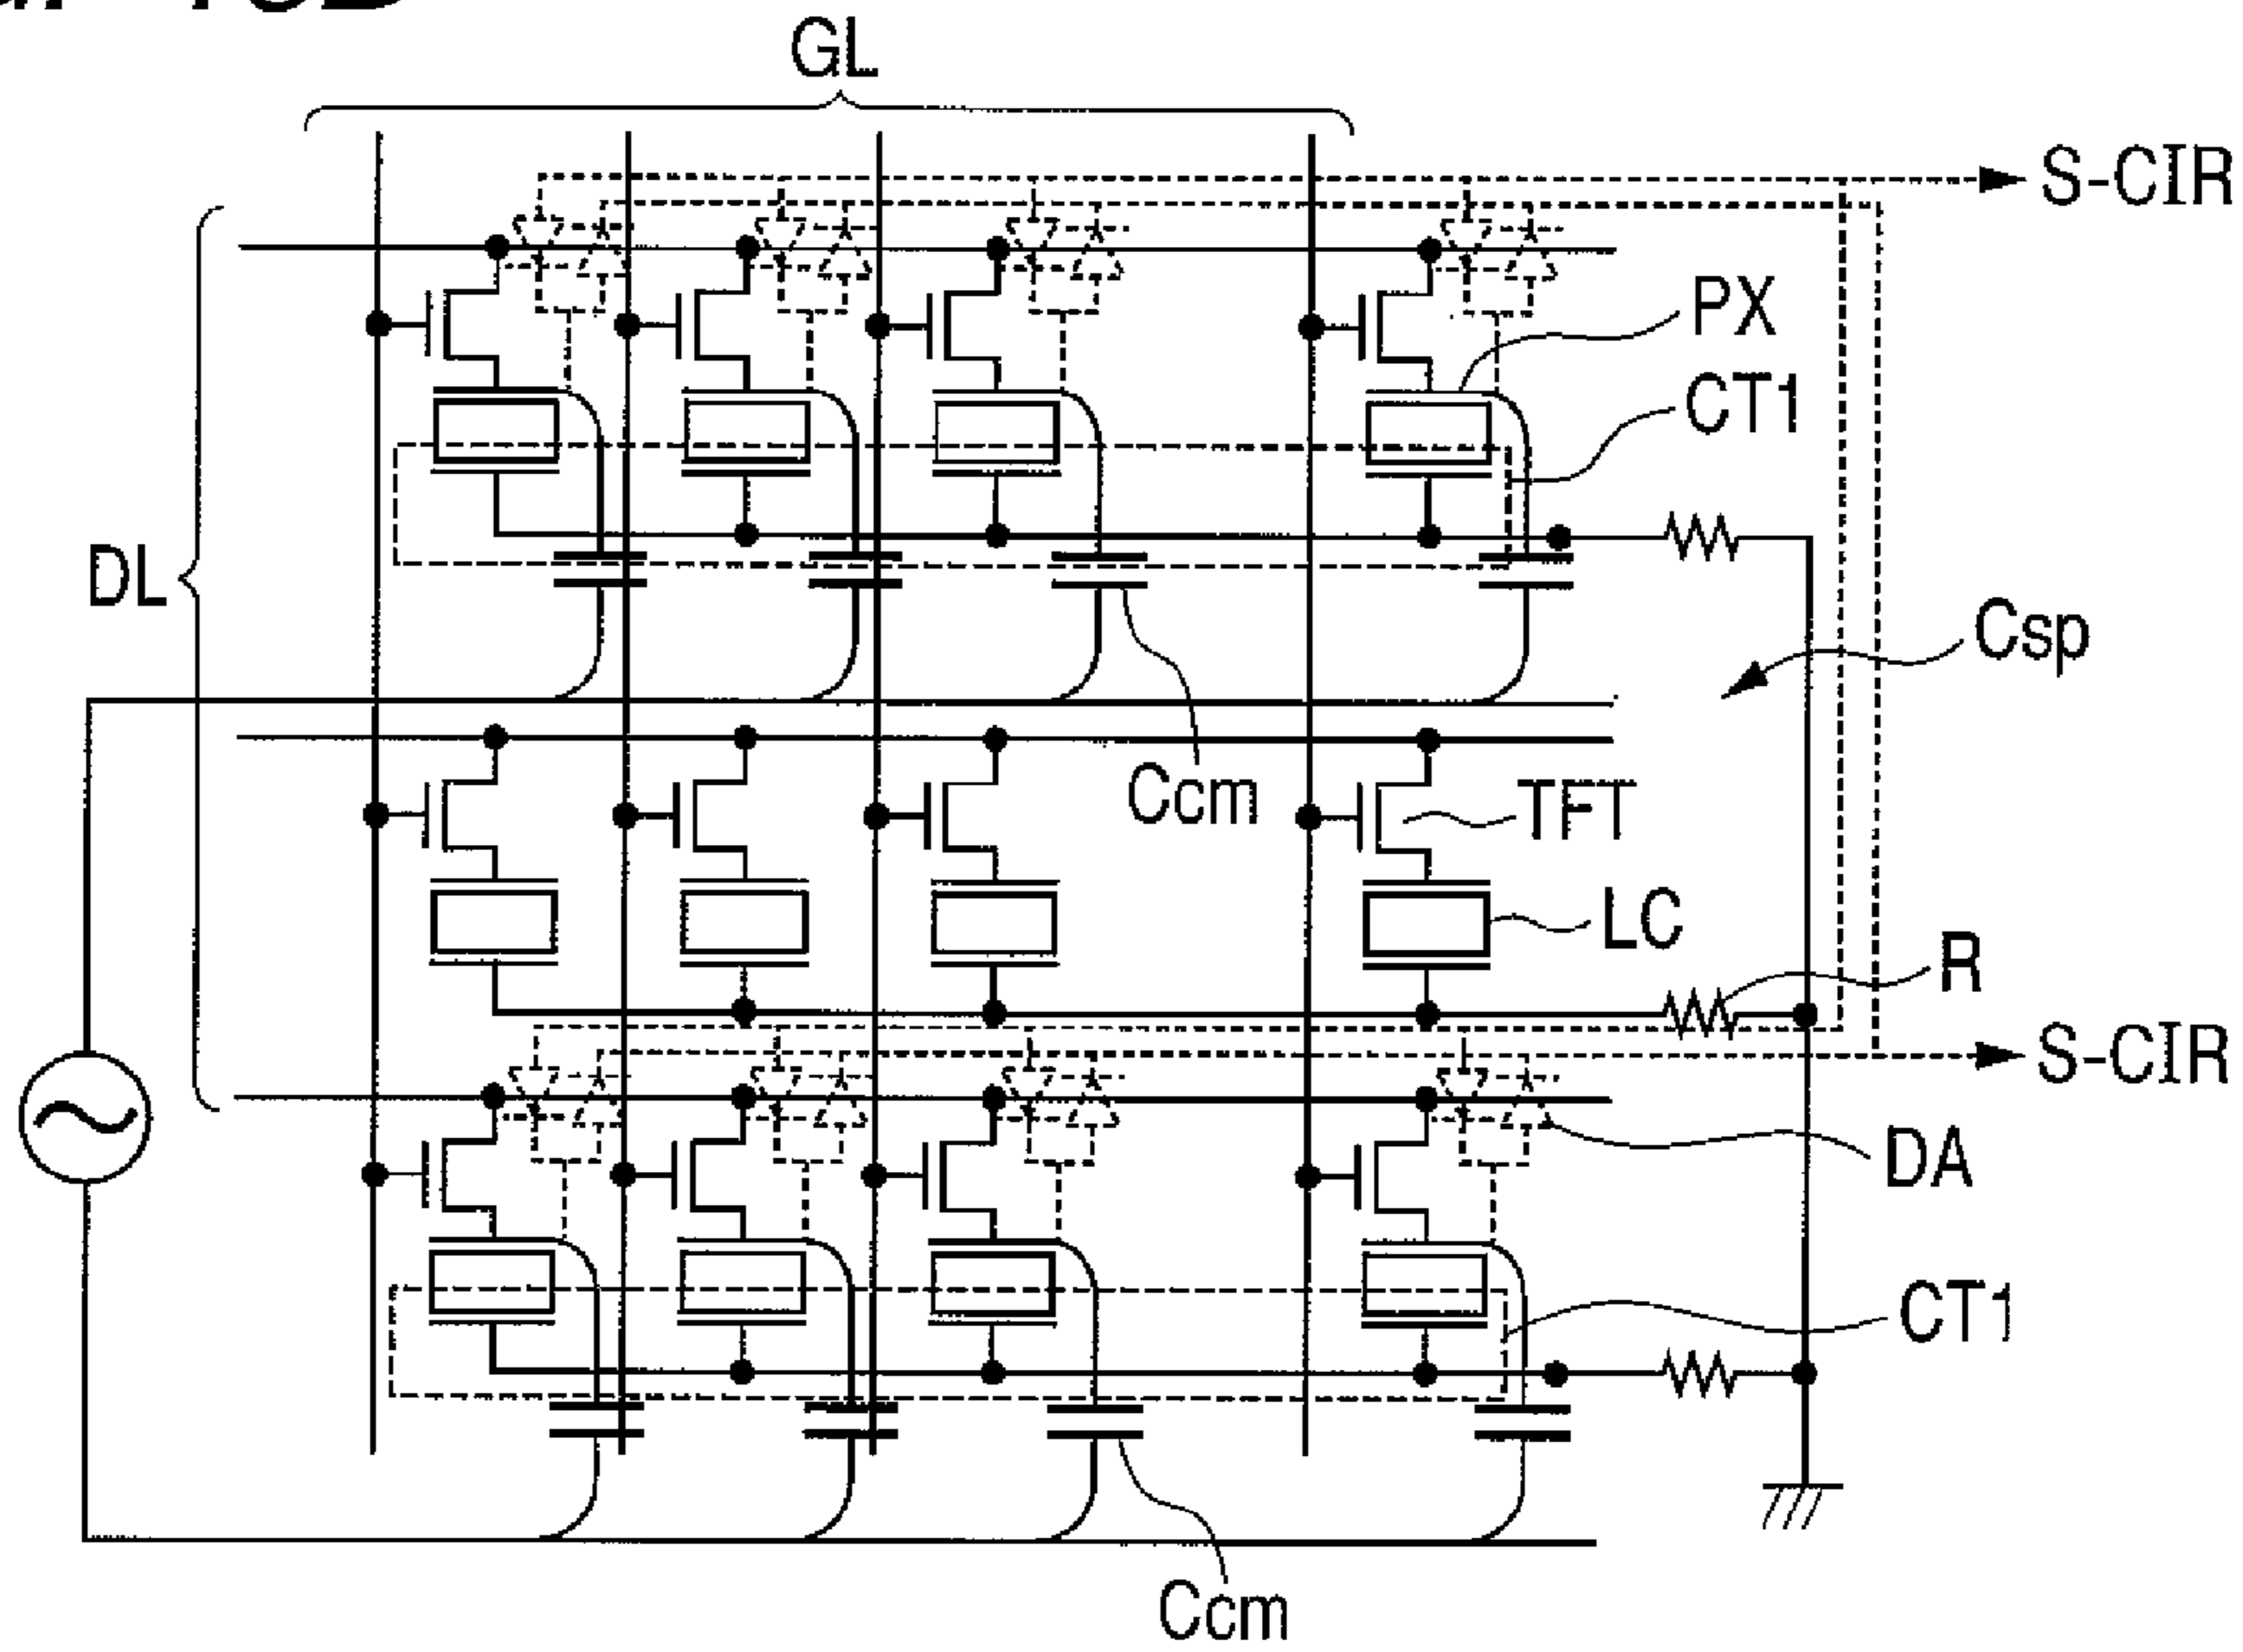 GL
S-CIR
PX
CT1
DL
Csp
Ccm
TFT
LC
R
S-CIR
DA
CT1
Ccm